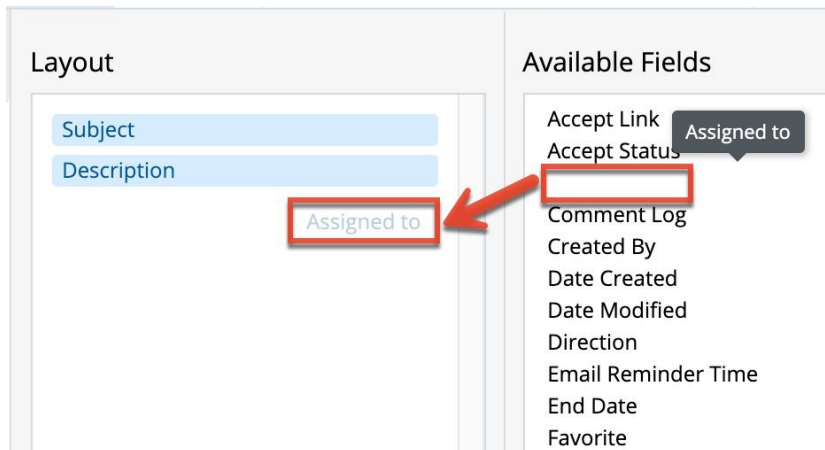 Layout
Subject
Description
Assigned to
Available Fields
Accept Link
Accept Status
Assigned to
Comment Log
Created By
Date Created
Date Modified
Direction
Email Reminder Time
End Date
Favorite